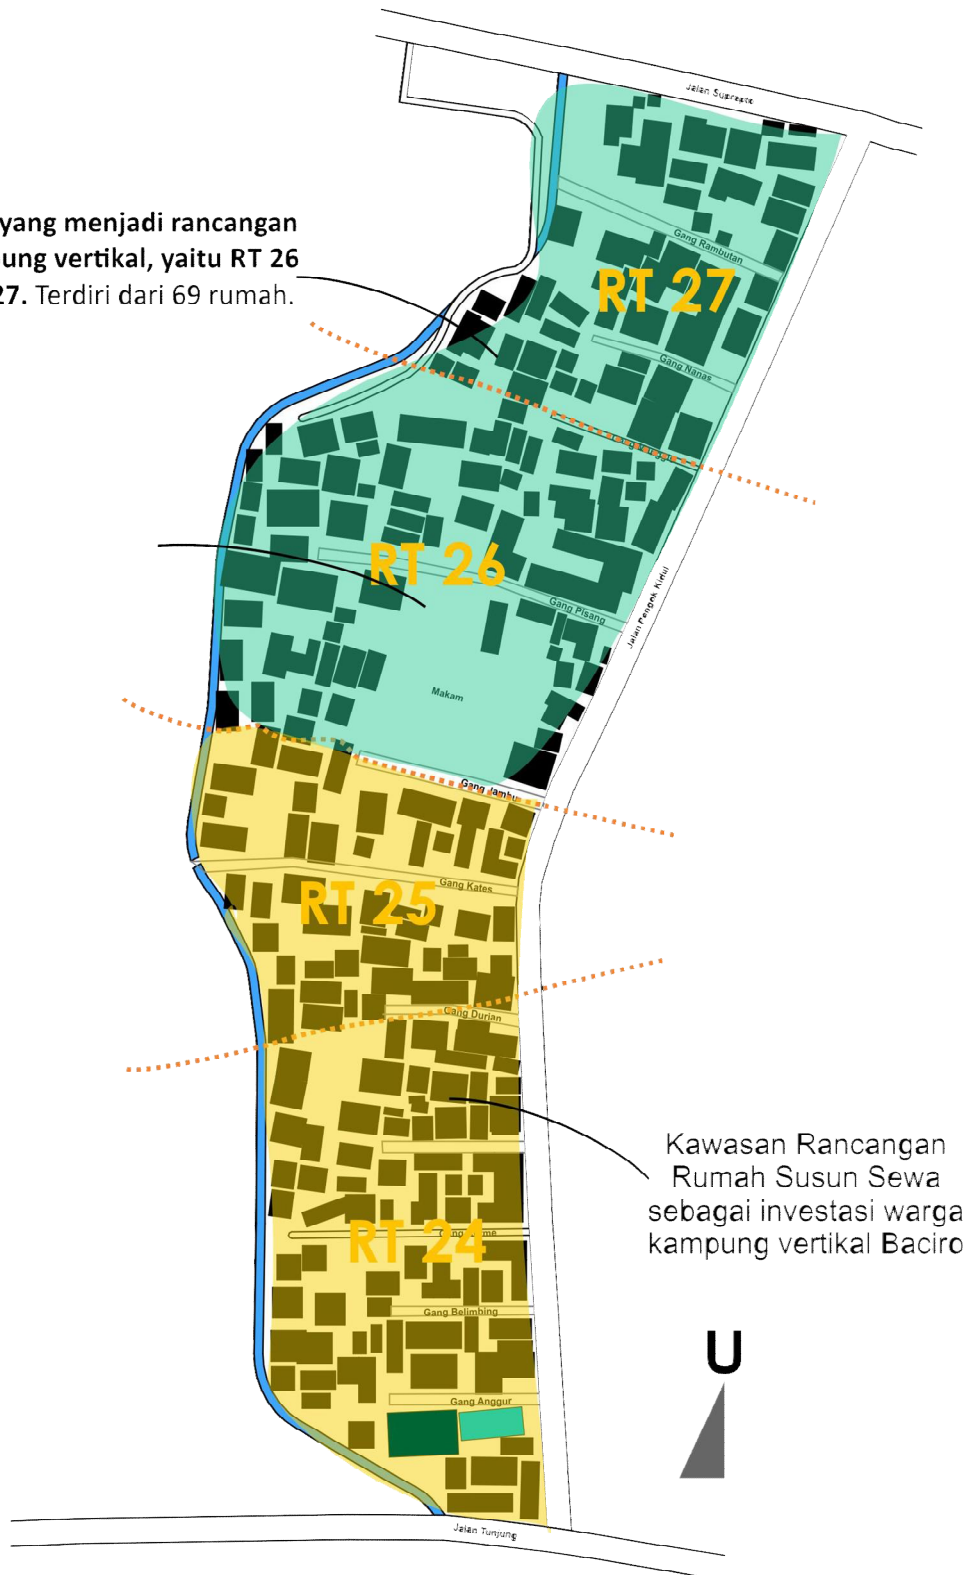 Jalan Suprapto
yang menjadi rancangan
ung vertikal, yaitu RT 26
27. Terdiri dari 69 rumah.
Gang Rambutan
RT 27
Gang Nanas
RT 26
Gang Pisang
Jalan Pengok Kidul
Makam
Gang Jambu
Gang Kates
RT 25
Gang Durian
Kawasan Rancangan
Rumah Susun Sewa
sebagai investasi warga
kampung vertikal Baciro
RT 24
Gang Belimbing
U
Gang Anggur
Jalan Tunjung